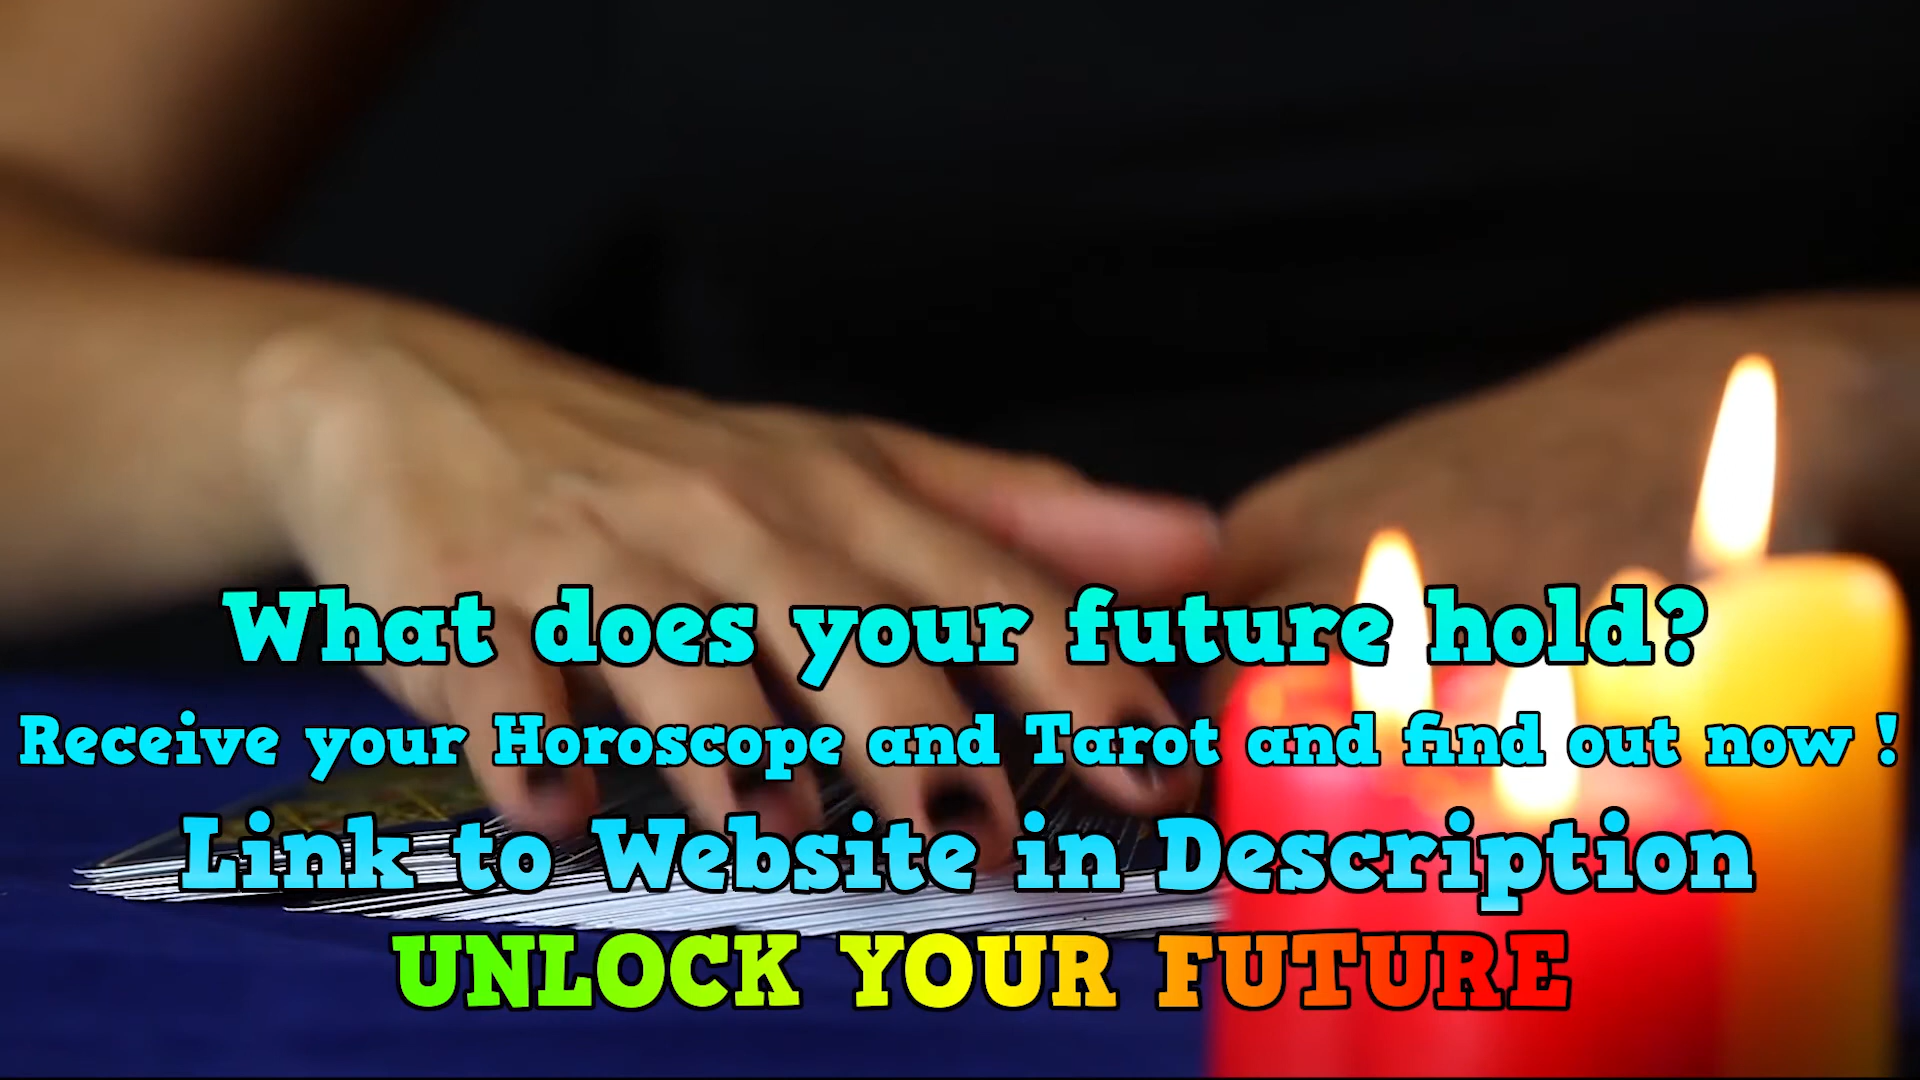 What does your future hold?
Receive your Horoscope and Tarot and find out now !
Link to Website in Description
UNLOCK YOUR FUTURE